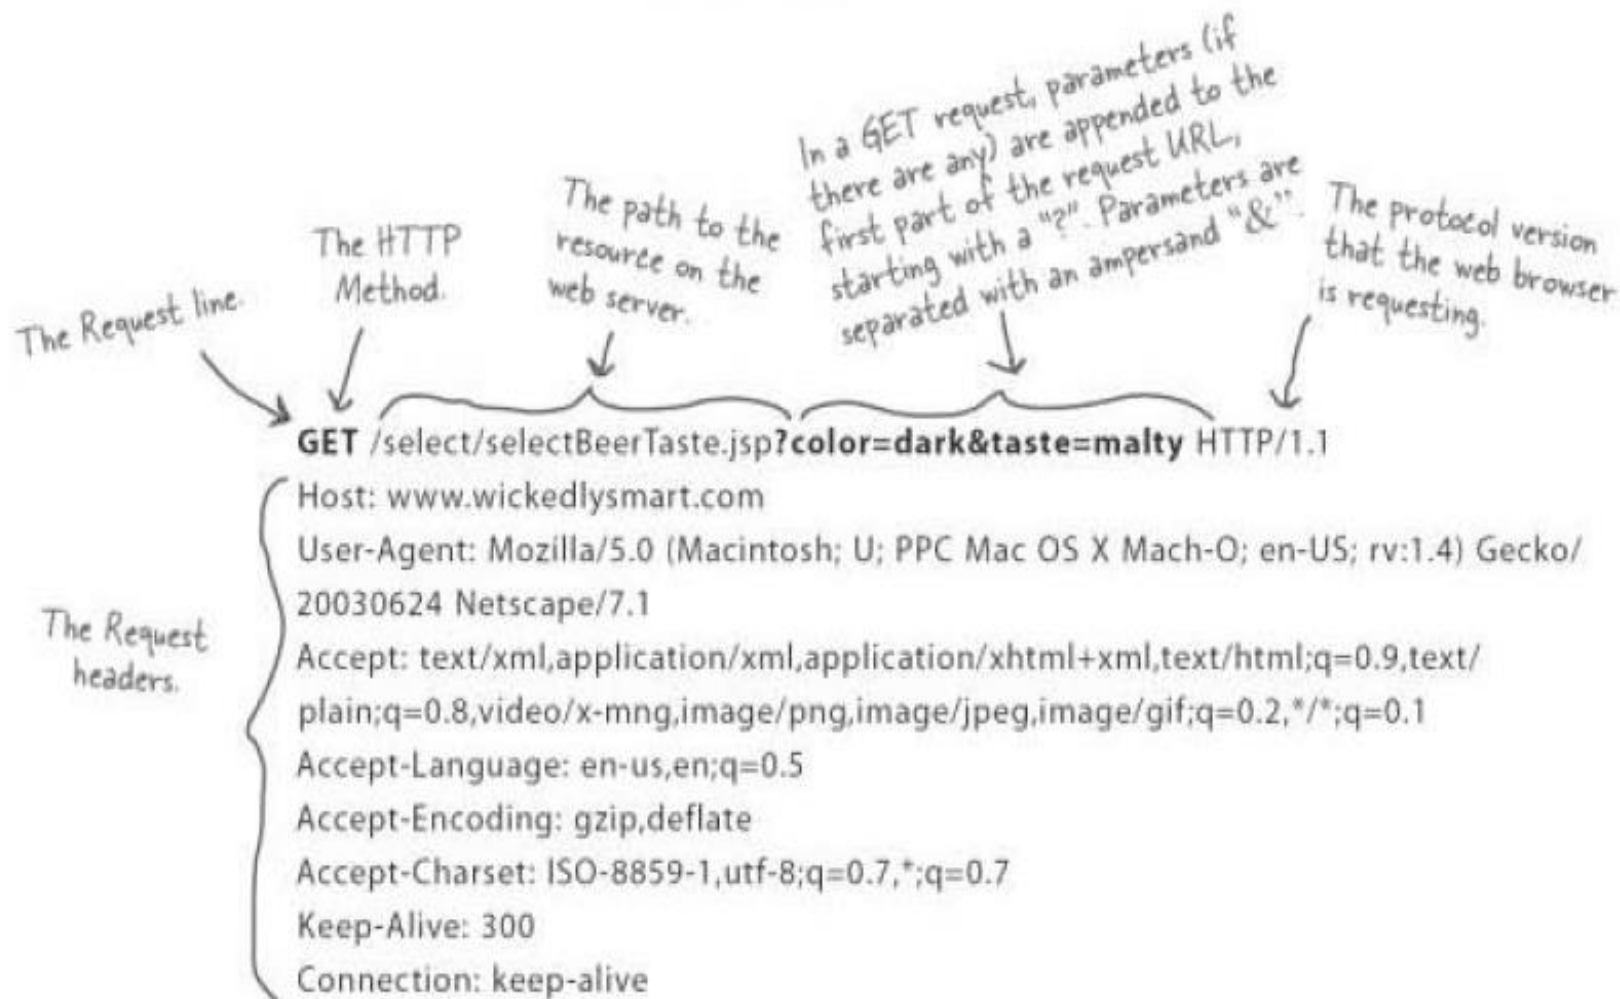 In a GET request, parameters (if
there are any) are appended to the
first part of the request URL,
starting with a "?". Parameters are
separated with an ampersand "&".
The path to the
resource on the
web server.
The protocol version
that the web browser
is requesting.
The HTTP
Method.
The Request line.
GET /select/selectBeerTaste.jsp?color=dark&taste=malty HTTP/1.1
Host: www.wickedlysmart.com
User-Agent: Mozilla/5.0 (Macintosh; U; PPC Mac OS X Mach-O; en-US; rv:1.4) Gecko/
20030624 Netscape/7.1
The Request
headers.
Accept: text/xml,application/xml,application/xhtml+xml,text/html;q=0.9,text/
plain;q=0.8,video/x-mng,image/png,image/jpeg,image/gif;q=0.2,*/*;q=0.1
Accept-Language: en-us,en;q=0.5
Accept-Encoding: gzip,deflate
Accept-Charset: ISO-8859-1,utf-8;q=0.7,*;q=0.7
Keep-Alive: 300
Connection: keep-alive